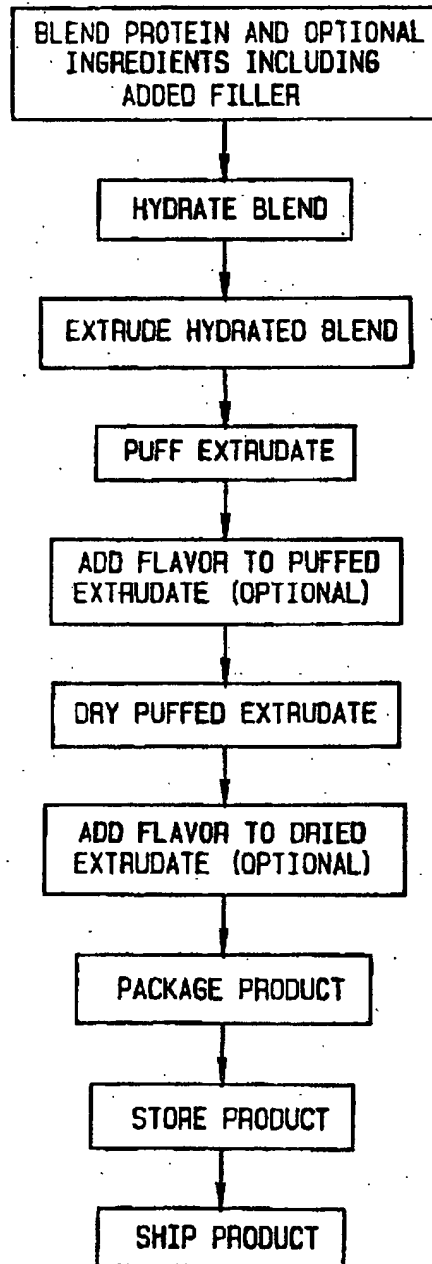 BLEND PROTEIN AND OPTIONAL
INGREDIENTS INCLUDING
ADDED FILLER
HYDRATE BLEND
EXTRUDE HYDRATED BLEND
PUFF EXTRUDATE
ADD FLAVOR TO PUFFED
EXTRUDATE (OPTIONAL)
DRY PUFFED EXTRUDATE
ADD FLAVOR TO DRIED
EXTRUDATE (OPTIONAL)
PACKAGE PRODUCT
STORE PRODUCT
SHIP PRODUCT